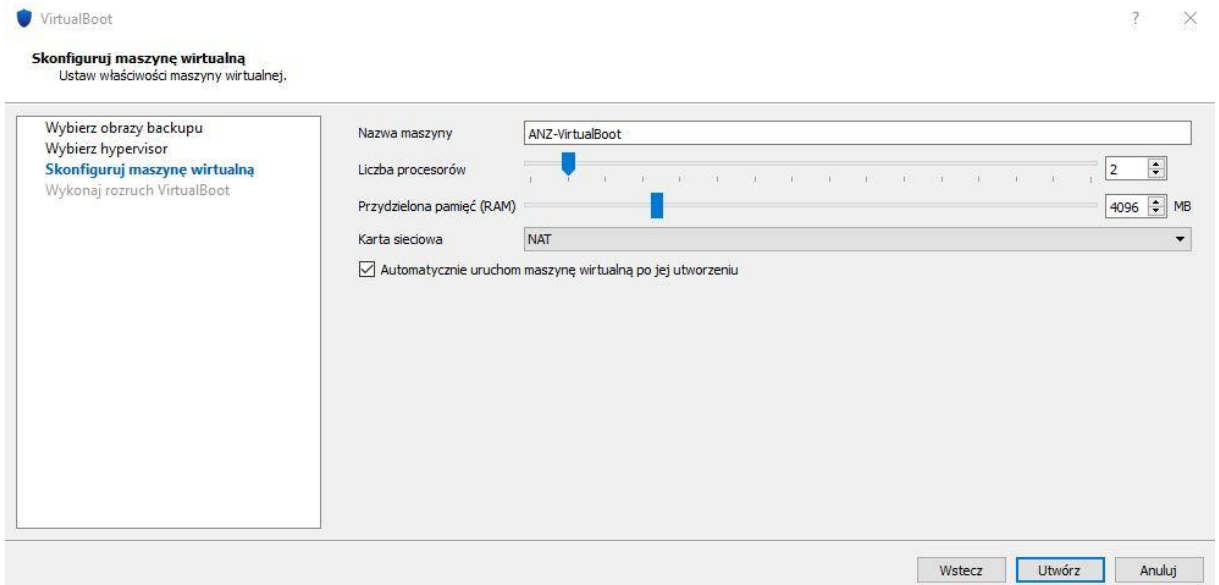 VirtualBoot
?
Skonfiguruj maszynę wirtualną
Ustaw właściwości maszyny wirtualnej.
Wybierz obrazy backupu
Wybierz hypervisor
Skonfiguruj maszynę wirtualną
Wykonaj rozruch VirtualBoot
Nazwa maszyny ANZ-VirtualBoot
Liczba procesorów 2
Przydzielona pamięć (RAM) 4096 MB
Karta sieciowa NAT
Automatycznie uruchom maszynę wirtualną po jej utworzeniu
Wstecz Utwórz Anuluj